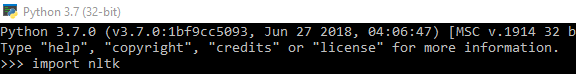 Python 3.7 (32-bit)
Python 3.7.0 (v3.7.0:1bf9cc5093, Jun 27 2018, 04:06:47) [MSC v.1914 32 b
Type "help", "copyright", "credits" or "license" for more information.
>>> import nltk